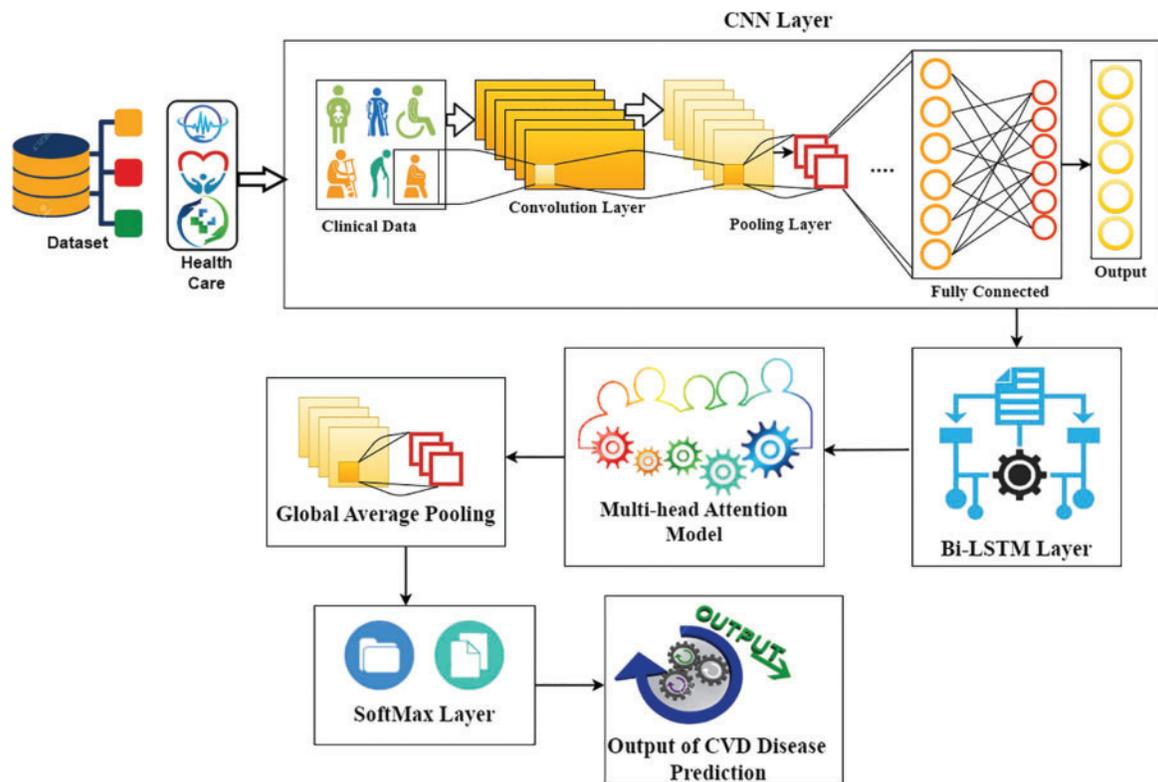 CNN Layer
Dataset
Health
Care
Clinical Data
Convolution Layer
Pooling Layer
....
Fully Connected
Output
Global Average Pooling
Multi-head Attention
Model
Bi-LSTM Layer
SoftMax Layer
OUTPUT
Output of CVD Disease
Prediction